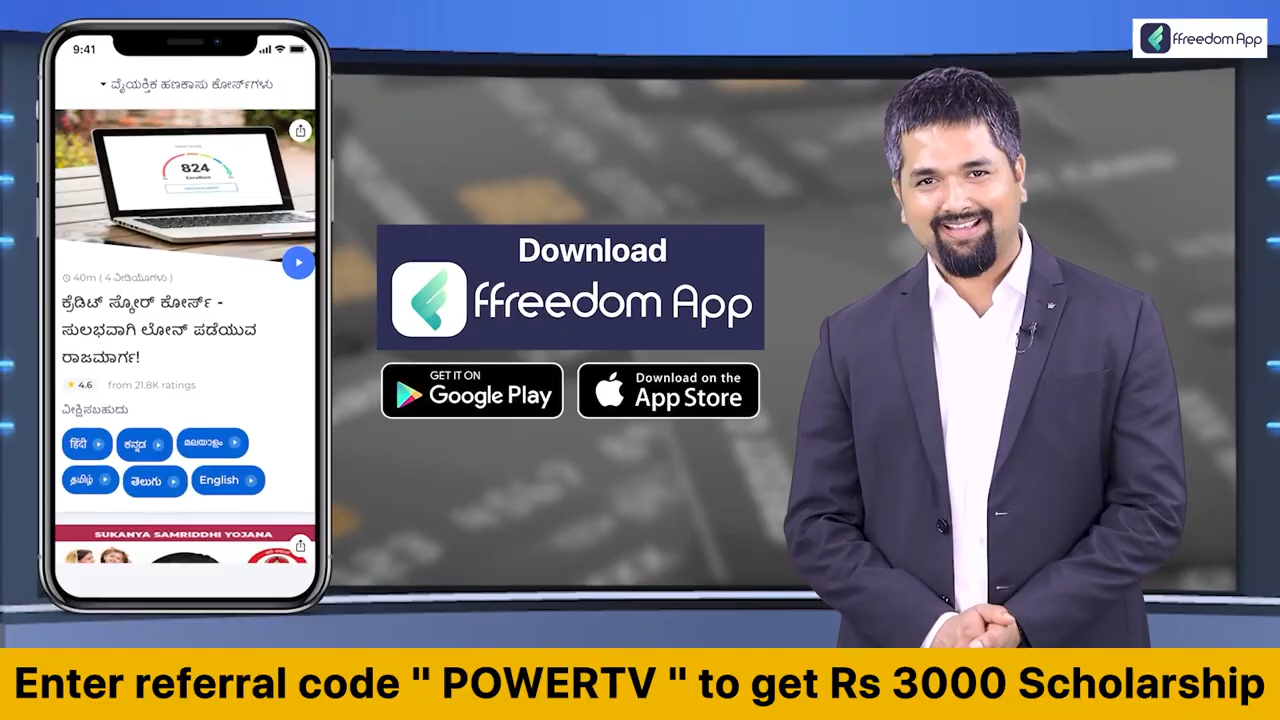 9:41
ffreedom App
ವೈಯಕ್ತಿಕ ಹಣಕಾಸು ಕೋರ್ಸ್‌ಗಳು
824
Excellent
40m ( 4 ವೀಡಿಯೊಗಳು )
ಕ್ರೆಡಿಟ್ ಸ್ಕೋರ್ ಕೋರ್ಸ್ -
ಸುಲಭವಾಗಿ ಲೋನ್ ಪಡೆಯುವ
ರಾಜಮಾರ್ಗ!
4.6 from 21.8K ratings
ವೀಕ್ಷಿಸಬಹುದು
हिंदी ಕನ್ನಡ മലയാളം
தமிழ் తెలుగు English
SUKANYA SAMRIDDHI YOJANA
Download
ffreedom App
GET IT ON
Google Play
Download on the
App Store
Enter referral code " POWERTV " to get Rs 3000 Scholarship